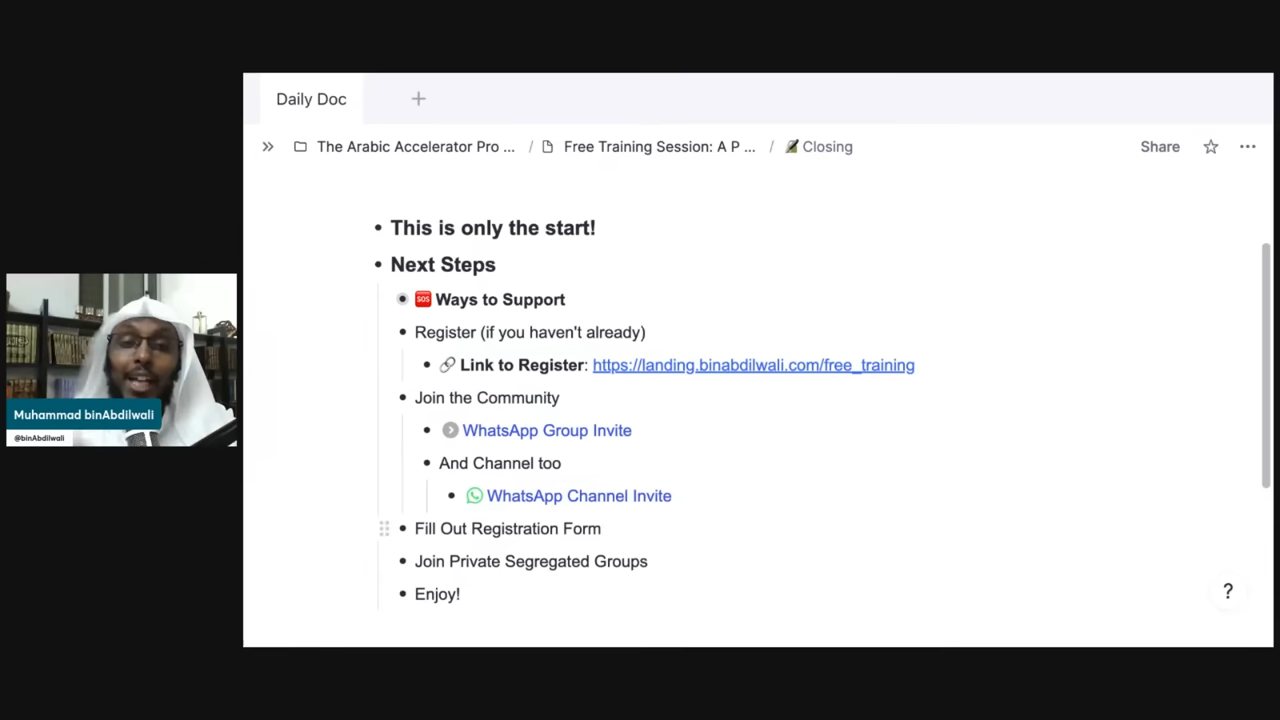 Daily Doc
The Arabic Accelerator Pro ... / Free Training Session: A P ... / Closing
Share
• This is only the start!
• Next Steps
• 🆘 Ways to Support
• Register (if you haven't already)
• 🔗 Link to Register: https://landing.binabdilwali.com/free_training
• Join the Community
• WhatsApp Group Invite
• And Channel too
• WhatsApp Channel Invite
• Fill Out Registration Form
• Join Private Segregated Groups
• Enjoy!
?
Muhammad binAbdilwali
@binAbdilwali